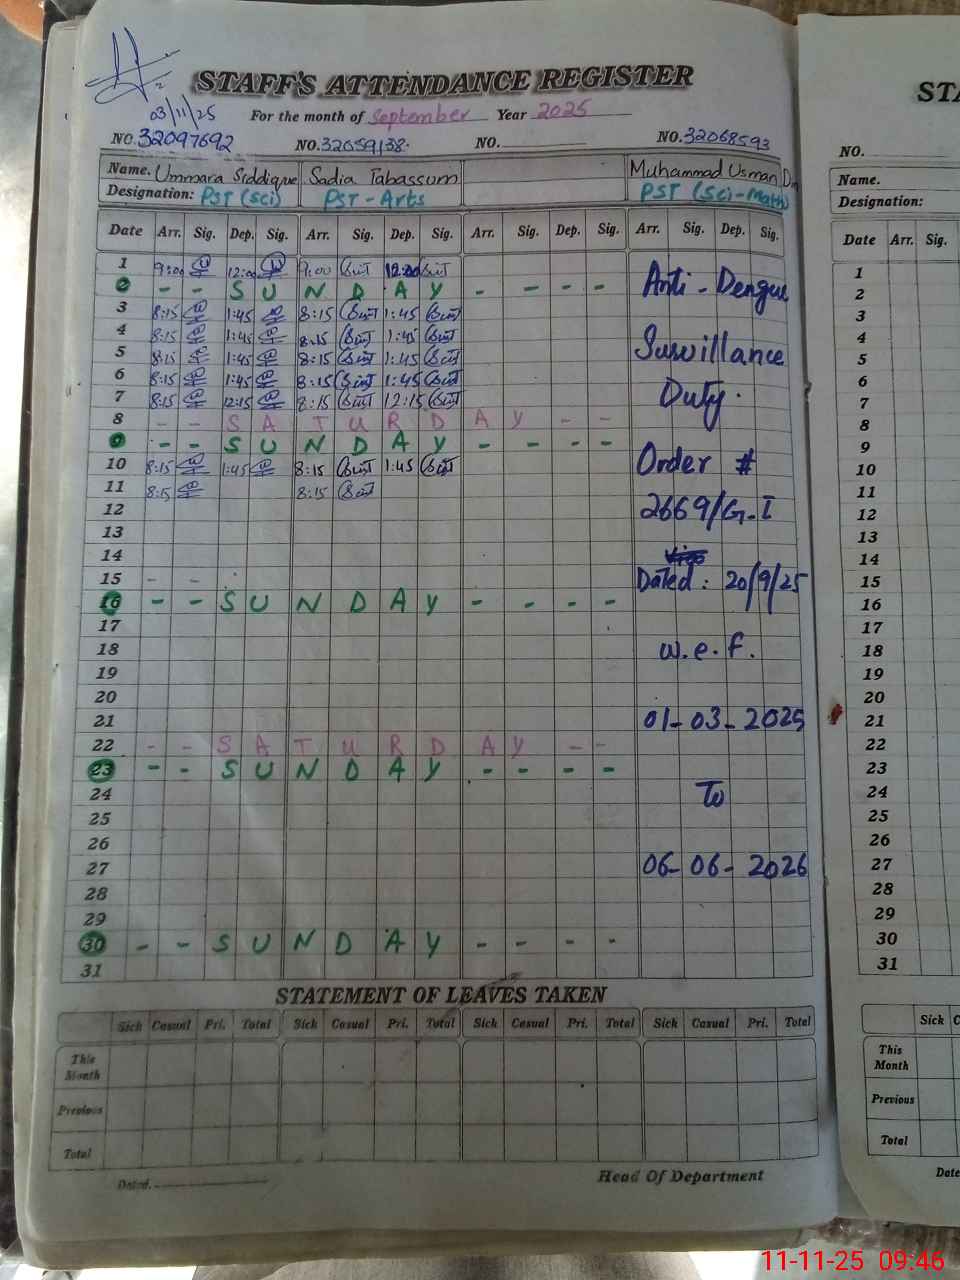 03/11/25
STAFF'S ATTENDANCE REGISTER
For the month of September Year 2025
NO. 32097692 NO. 32059138. NO. NO. 32068593
Name. Ummara Siddique Sadia Tabassum Muhammad Usman
Designation: PST (Sci) PST - Arts PST (Sci-Math)
Date Arr. Sig. Dep. Sig. Arr. Sig. Dep. Sig. Arr. Sig. Dep. Sig. Arr. Sig. Dep. Sig.
1 9:00 12:00 9:00 12:00
2 - - S U N D A Y - - - -
3 8:15 1:45 8:15 1:45
4 8:15 1:45 8:15 1:45
5 8:15 1:45 8:15 1:45
6 8:15 1:45 8:15 1:45
7 8:15 12:15 8:15 12:15
8 - - S A T U R D A Y - -
9 - - S U N D A Y - - - -
10 8:15 1:45 8:15 1:45
11 8:15 8:15
12
13
14
15 - -
16 - - S U N D A Y - - - -
17
18
19
20
21
22 - - S A T U R D A Y - -
23 - - S U N D A Y - - - -
24
25
26
27
28
29
30 - - S U N D A Y - - - -
31
Anti - Dengue
Survillance
Duty.
Order #
2669/G-I
Dated: 20/9/25
w.e.f.
01-03-2025
To
06-06-2026
STATEMENT OF LEAVES TAKEN
Sick Casual Pri. Total Sick Casual Pri. Total Sick Casual Pri. Total Sick Casual Pri. Total
This Month
Previous
Total
Dated.
Head Of Department
NO.
Name.
Designation:
Date Arr. Sig.
1
2
3
4
5
6
7
8
9
10
11
12
13
14
15
16
17
18
19
20
21
22
23
24
25
26
27
28
29
30
31
Sick
This Month
Previous
Total
11-11-25 09:46